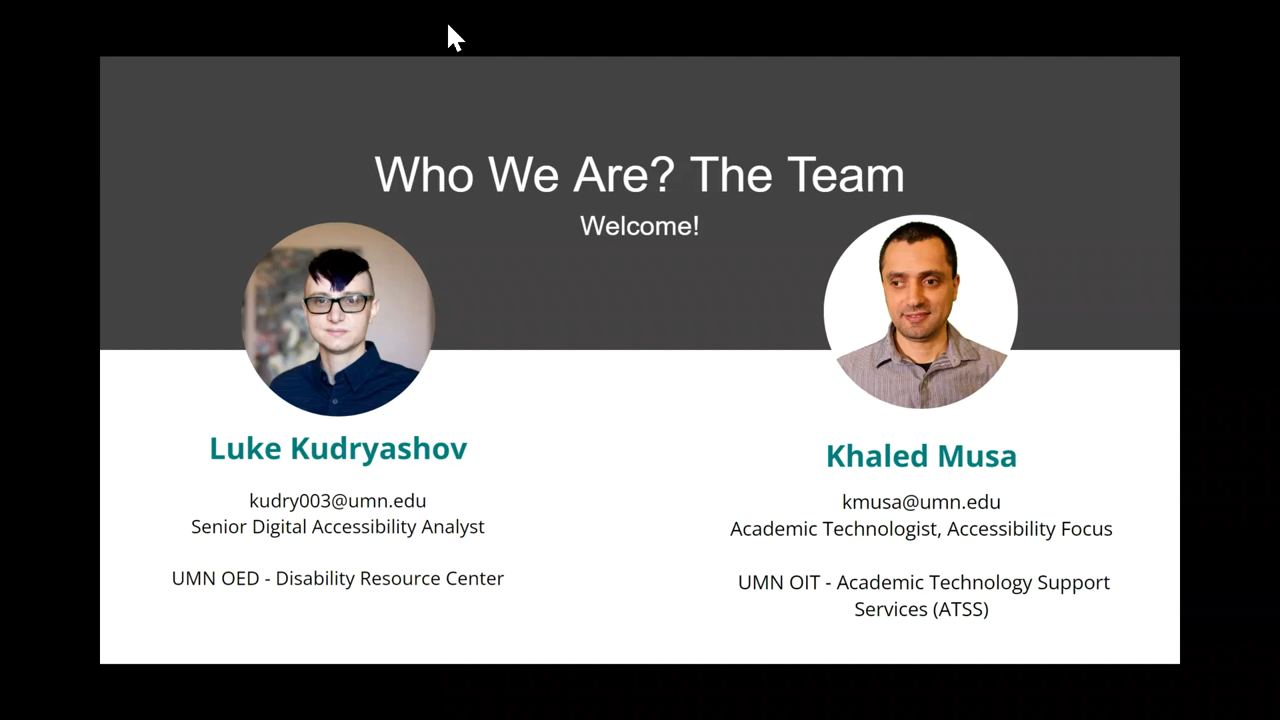 Who We Are? The Team
Welcome!
Luke Kudryashov
kudry003@umn.edu
Senior Digital Accessibility Analyst
UMN OED - Disability Resource Center
Khaled Musa
kmusa@umn.edu
Academic Technologist, Accessibility Focus
UMN OIT - Academic Technology Support
Services (ATSS)